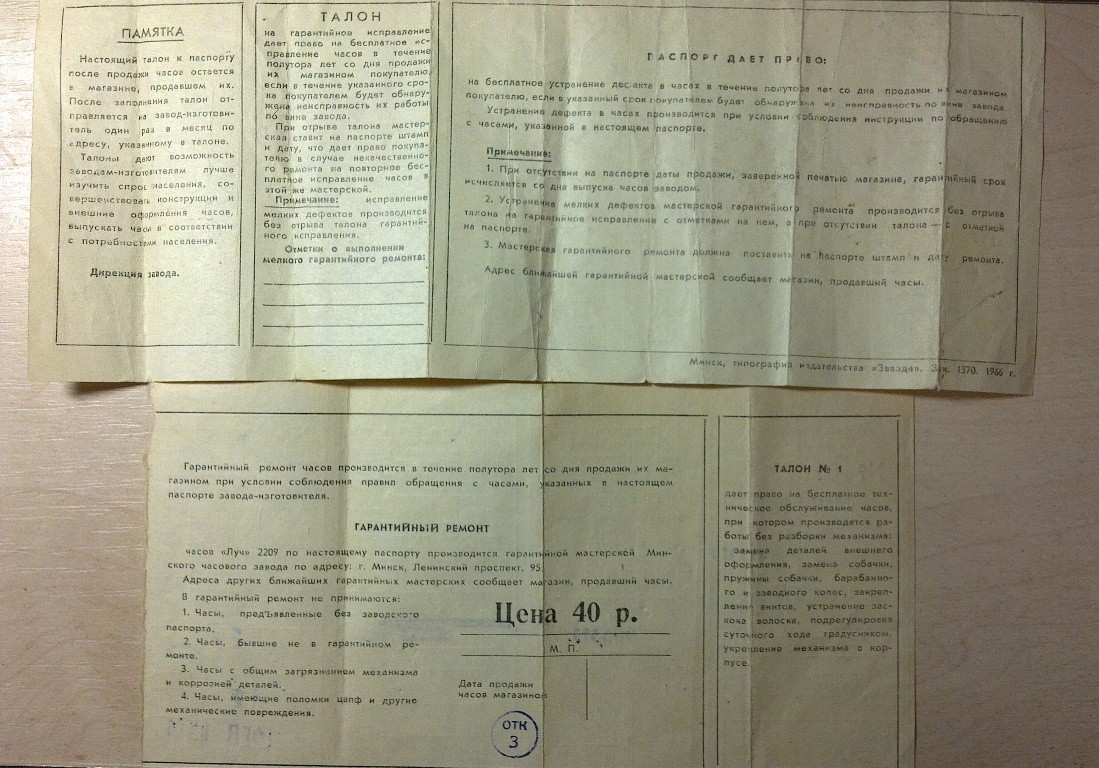 ПАМЯТКА
Настоящий талон к паспорту
после продажи часов остается
в магазине, продавшем их.
После заполнения талон от-
правляется на завод-изготови-
тель один раз в месяц по
адресу, указанному в талоне.
Талоны дают возможность
заводам-изготовителям лучше
изучить спрос населения, со-
вершенствовать конструкции и
внешние оформления часов,
выпускать часы в соответствии
с потребностями населения.
Дирекция завода.
ТАЛОН
на гарантийное исправление
дает право на бесплатное ис-
правление часов в течение
полутора лет со дня продажи
их магазином покупателю,
если в течение указанного сро-
ка покупателем будет обнару-
жена неисправность их работы
по вине завода.
При отрыве талона мастер-
ская ставит на паспорте штамп
и дату, что дает право покупа-
телю в случае некачественно-
го ремонта на повторное бес-
платное исправление часов в
этой же мастерской.
Примечание: исправление
мелких дефектов производится
без отрыва талона гарантий-
ного исправления.
Отметки о выполнении
мелкого гарантийного ремонта:
ПАСПОРТ ДАЕТ ПРАВО:
на бесплатное устранение дефекта в часах в течение полутора лет со дня продажи их магазином
покупателю, если в указанный срок покупателем будет обнаружена их неисправность по вине завода.
Устранение дефекта в часах производится при условии соблюдения инструкции по обращению
с часами, указанной в настоящем паспорте.
Примечание:
1. При отсутствии на паспорте даты продажи, заверенной печатью магазина, гарантийный срок
исчисляется со дня выпуска часов заводом.
2. Устранение мелких дефектов мастерской гарантийного ремонта производится без отрыва
талона на гарантийное исправление с отметками на нем, а при отсутствии талона — с отметкой
на паспорте.
3. Мастерская гарантийного ремонта должна поставить на паспорте штамп и дату ремонта.
Адрес ближайшей гарантийной мастерской сообщает магазин, продавший часы.
Минск, типография издательства «Звязда». Зак. 1370. 1966 г.
Гарантийный ремонт часов производится в течение полутора лет со дня продажи их ма-
газином при условии соблюдения правил обращения с часами, указанных в настоящем
паспорте завода-изготовителя.
ГАРАНТИЙНЫЙ РЕМОНТ
часов «Луч» 2209 по настоящему паспорту производится гарантийной мастерской Мин-
ского часового завода по адресу: г. Минск, Ленинский проспект, 95.
Адреса других ближайших гарантийных мастерских сообщает магазин, продавший часы.
В гарантийный ремонт не принимаются:
1. Часы, предъявленные без заводского
паспорта.
2. Часы, бывшие не в гарантийном ре-
монте.
3. Часы с общим загрязнением механизма
и коррозией деталей.
4. Часы, имеющие поломки цапф и другие
механические повреждения.
Цена 40 р.
М. П.
Дата продажи
часов магазином
ОТК
3
ТАЛОН № 1
дает право на бесплатное тех-
ническое обслуживание часов,
при котором производятся ра-
боты без разборки механизма:
замена деталей внешнего
оформления, замена собачки,
пружины собачки, барабанно-
го и заводного колес, закреп-
ление винтов, устранение зас-
кока волоска, подрегулировка
суточного хода градусником,
укрепление механизма в кор-
пусе.